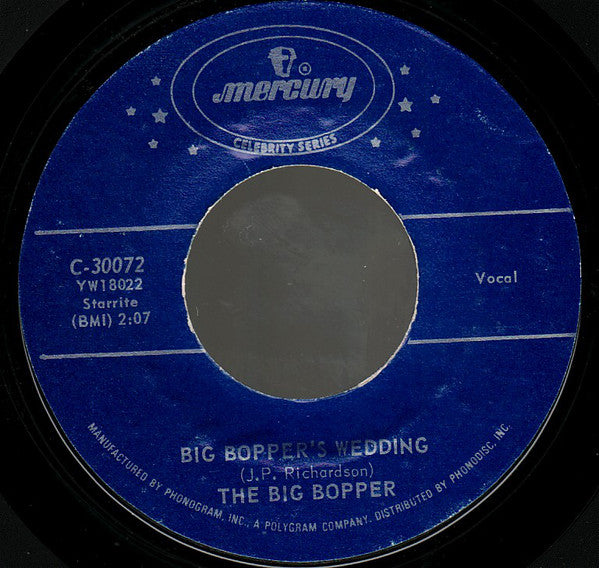 ®
mercury
CELEBRITY SERIES
C-30072
YW18022
Starrite
(BMI) 2:07
Vocal
BIG BOPPER'S WEDDING
(J.P. Richardson)
THE BIG BOPPER
MANUFACTURED BY PHONOGRAM, INC., A POLYGRAM COMPANY. DISTRIBUTED BY PHONODISC, INC.